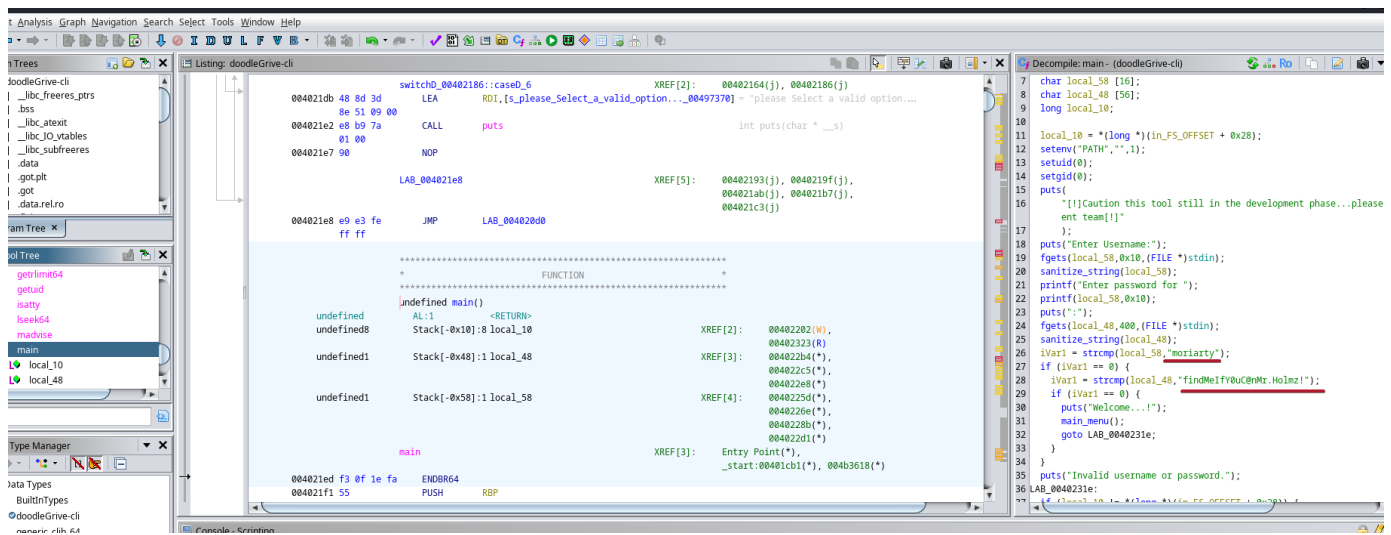 t Analysis Graph Navigation Search Select Tools Window Help
I D U L F V B
n Trees
doodleGrive-cli
__libc_freeres_ptrs
.bss
__libc_atexit
__libc_IO_vtables
__libc_subfreeres
.data
.got.plt
.got
.data.rel.ro
ram Tree ×
ool Tree
getrlimit64
getuid
isatty
lseek64
madvise
main
local_10
local_48
Type Manager
Data Types
BuiltInTypes
doodleGrive-cli
generic_clib_64
Listing: doodleGrive-cli
switchD_00402186::caseD_6 XREF[2]: 00402164(j), 00402186(j)
004021db 48 8d 3d LEA RDI,[s_please_Select_a_valid_option..._00497370] = "please Select a valid option....
8e 51 09 00
004021e2 e8 b9 7a CALL puts int puts(char * __s)
01 00
004021e7 90 NOP
LAB_004021e8 XREF[5]: 00402193(j), 0040219f(j),
004021ab(j), 004021b7(j),
004021c3(j)
004021e8 e9 e3 fe JMP LAB_004020d0
ff ff
**************************************************************
* FUNCTION *
**************************************************************
undefined main()
undefined AL:1 <RETURN>
undefined8 Stack[-0x10]:8 local_10 XREF[2]: 00402202(W),
00402323(R)
undefined1 Stack[-0x48]:1 local_48 XREF[3]: 004022b4(*),
004022c5(*),
004022e8(*)
undefined1 Stack[-0x58]:1 local_58 XREF[4]: 0040225d(*),
0040226e(*),
0040228b(*),
004022d1(*)
main XREF[3]: Entry Point(*),
_start:00401cb1(*), 004b3618(*)
004021ed f3 0f 1e fa ENDBR64
004021f1 55 PUSH RBP
Console - Scripting
Decompile: main - (doodleGrive-cli)
Ro
7 char local_58 [16];
8 char local_48 [56];
9 long local_10;
10
11 local_10 = *(long *)(in_FS_OFFSET + 0x28);
12 setenv("PATH","",1);
13 setuid(0);
14 setgid(0);
15 puts(
16 "[!]Caution this tool still in the development phase...please
ent team[!]"
17 );
18 puts("Enter Username:");
19 fgets(local_58,0x10,(FILE *)stdin);
20 sanitize_string(local_58);
21 printf("Enter password for ");
22 printf(local_58,0x10);
23 puts(":");
24 fgets(local_48,400,(FILE *)stdin);
25 sanitize_string(local_48);
26 iVar1 = strcmp(local_58,"moriarty");
27 if (iVar1 == 0) {
28 iVar1 = strcmp(local_48,"findMeIfY0uC@nMr.Holmz!");
29 if (iVar1 == 0) {
30 puts("Welcome...!");
31 main_menu();
32 goto LAB_0040231e;
33 }
34 }
35 puts("Invalid username or password.");
36 LAB_0040231e:
37 if (local_10 != *(long *)(in_FS_OFFSET + 0x28)) {